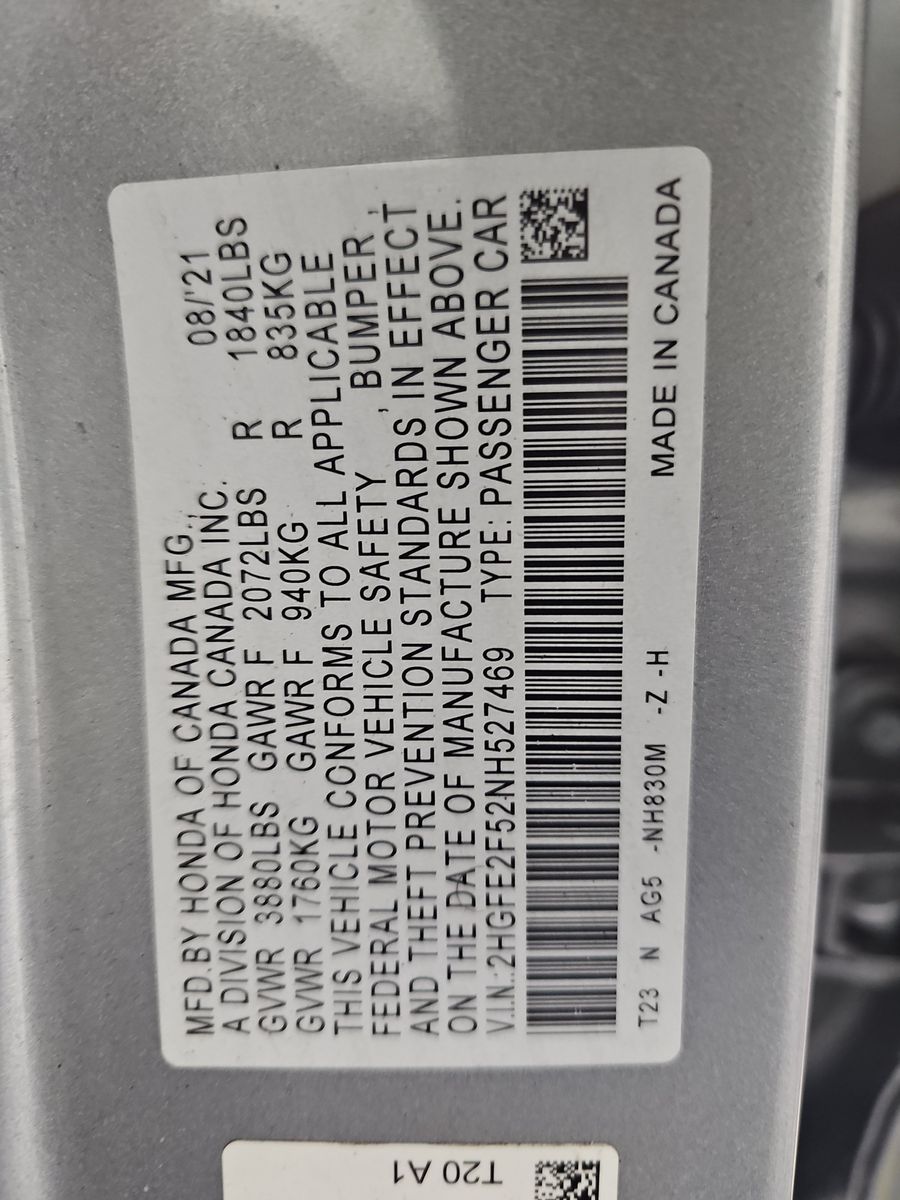 MFD.BY HONDA OF CANADA MFG., 08/'21
A DIVISION OF HONDA CANADA INC.
GVWR 3880LBS GAWR F 2072LBS R 1840LBS
GVWR 1760KG GAWR F 940KG R 835KG
THIS VEHICLE CONFORMS TO ALL APPLICABLE
FEDERAL MOTOR VEHICLE SAFETY, BUMPER,
AND THEFT PREVENTION STANDARDS IN EFFECT
ON THE DATE OF MANUFACTURE SHOWN ABOVE.
V.I.N.:2HGFE2F52NH527469 TYPE: PASSENGER CAR
T23 N AG5 -NH830M -Z -H MADE IN CANADA
T20 A1